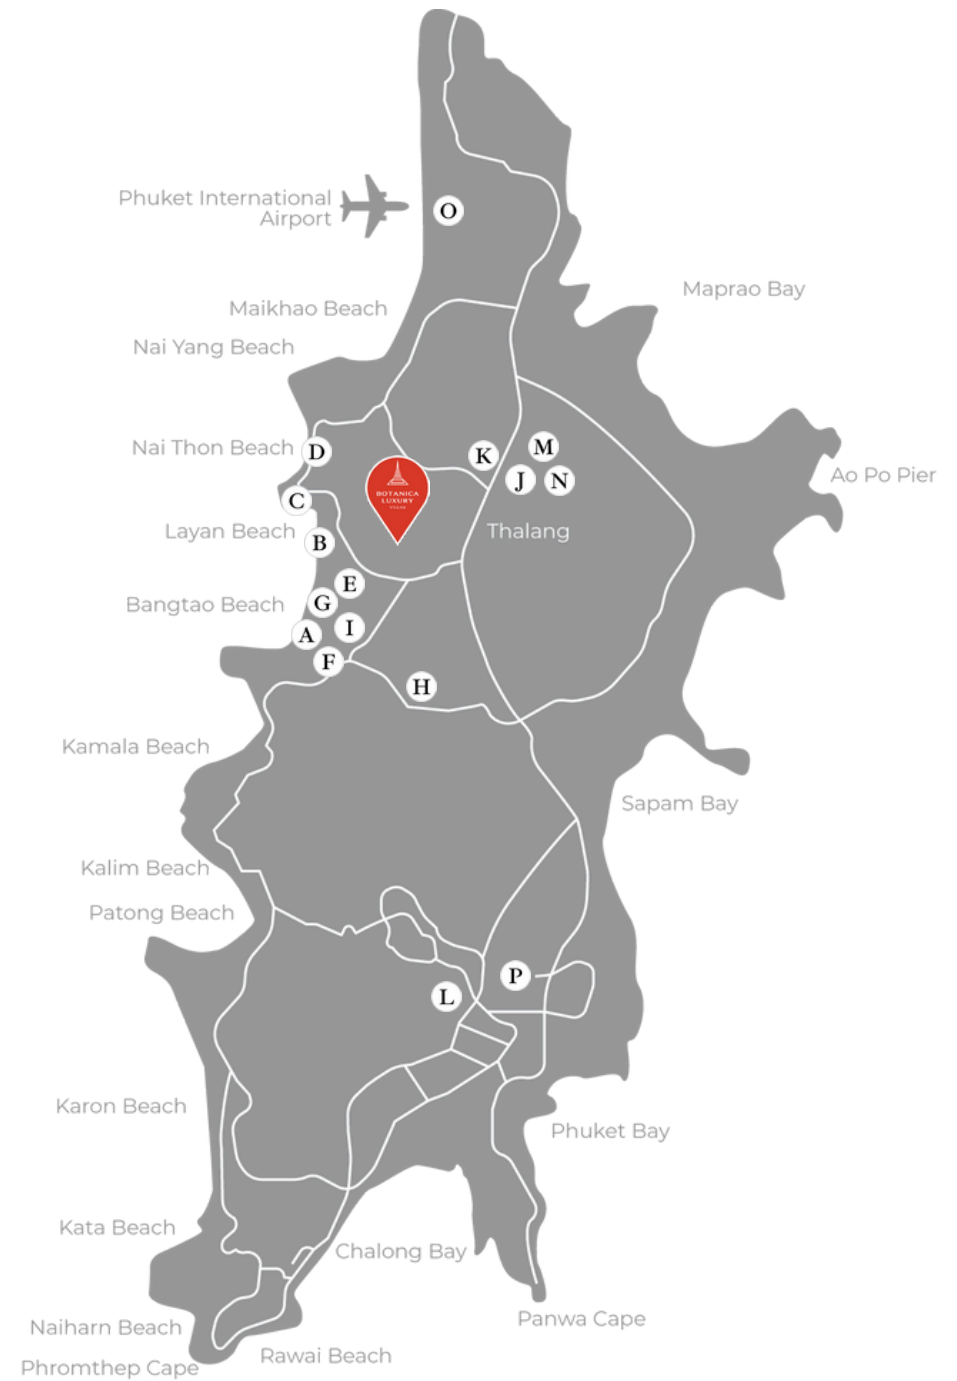 Phuket International
Airport
O
Maprao Bay
Maikhao Beach
Nai Yang Beach
Nai Thon Beach
D
K
M
J
N
Ao Po Pier
BOTANICA
LUXURY
C
Layan Beach
B
Thalang
E
Bangtao Beach
G
A
I
F
H
Kamala Beach
Sapam Bay
Kalim Beach
Patong Beach
P
L
Karon Beach
Phuket Bay
Kata Beach
Chalong Bay
Naiharn Beach
Panwa Cape
Rawai Beach
Phromthep Cape